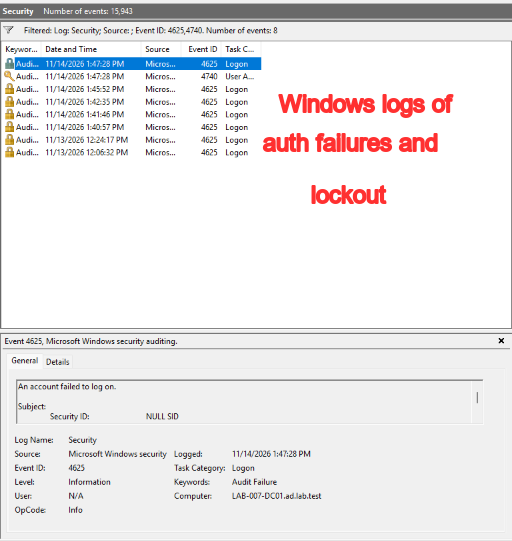 Security Number of events: 15,943
Filtered: Log: Security; Source: ; Event ID: 4625,4740. Number of events: 8
Keywor... Date and Time Source Event ID Task C...
Audi... 11/14/2026 1:47:28 PM Micros... 4625 Logon
Audi... 11/14/2026 1:47:28 PM Micros... 4740 User A...
Audi... 11/14/2026 1:45:52 PM Micros... 4625 Logon
Audi... 11/14/2026 1:42:35 PM Micros... 4625 Logon
Audi... 11/14/2026 1:41:46 PM Micros... 4625 Logon
Audi... 11/14/2026 1:40:57 PM Micros... 4625 Logon
Audi... 11/13/2026 12:24:17 PM Micros... 4625 Logon
Audi... 11/13/2026 12:06:32 PM Micros... 4625 Logon
Windows logs of
auth failures and
lockout
Event 4625, Microsoft Windows security auditing.
General Details
An account failed to log on.
Subject:
Security ID: NULL SID
Log Name: Security
Source: Microsoft Windows security Logged: 11/14/2026 1:47:28 PM
Event ID: 4625 Task Category: Logon
Level: Information Keywords: Audit Failure
User: N/A Computer: LAB-007-DC01.ad.lab.test
OpCode: Info